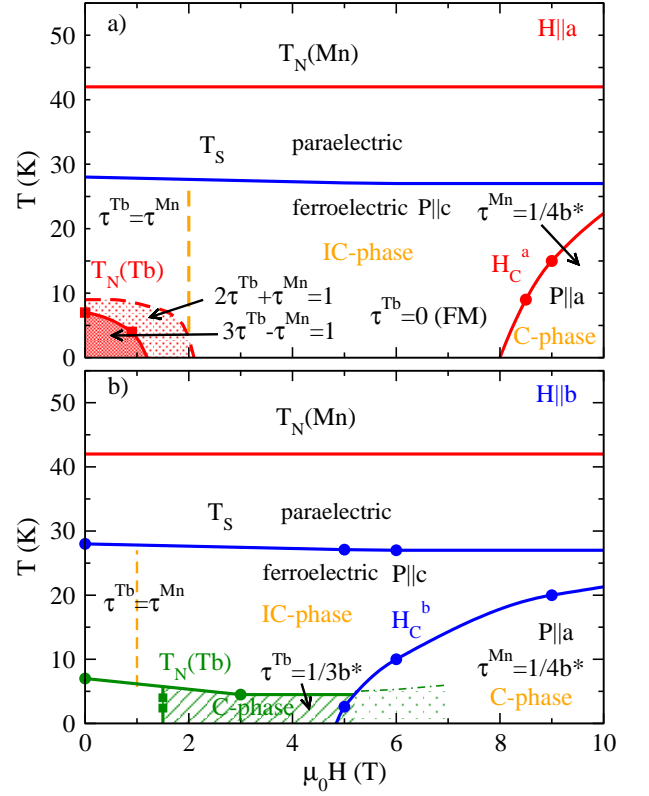 a)
H||a
T_N(Mn)
T_S
paraelectric
τ^Tb=τ^Mn
ferroelectric P||c
τ^Mn=1/4b*
IC-phase
T_N(Tb)
H_C^a
2τ^Tb+τ^Mn=1
P||a
3τ^Tb-τ^Mn=1
τ^Tb=0 (FM)
C-phase
T (K)
50
40
30
20
10
0
b)
H||b
T_N(Mn)
T_S
paraelectric
ferroelectric P||c
τ^Tb=τ^Mn
IC-phase
H_C^b
P||a
T_N(Tb)
τ^Tb=1/3b*
τ^Mn=1/4b*
C-phase
C-phase
T (K)
50
40
30
20
10
0
0 2 4 6 8 10
μ_0H (T)